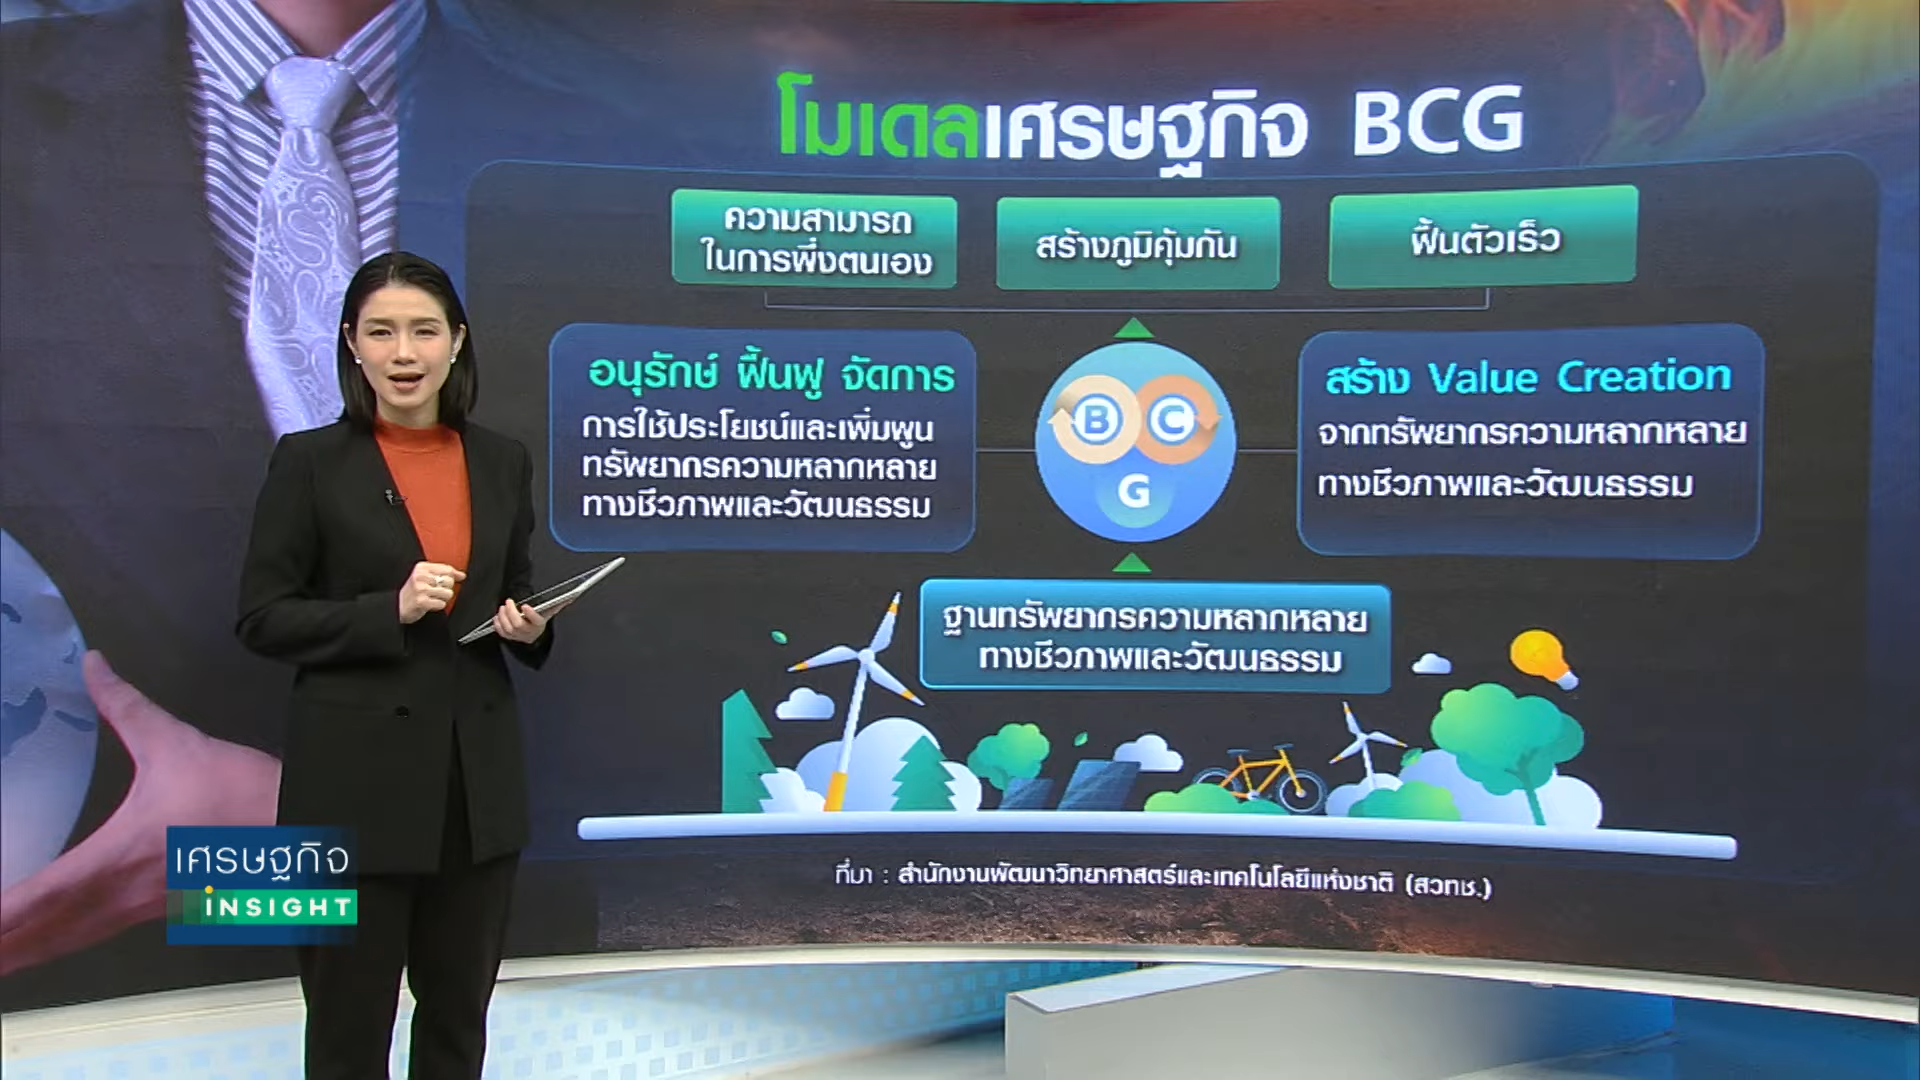 โมเดลเศรษฐกิจ BCG
ความสามารถ
ในการพึ่งตนเอง
สร้างภูมิคุ้มกัน
ฟื้นตัวเร็ว
อนุรักษ์ ฟื้นฟู จัดการ
การใช้ประโยชน์และเพิ่มพูน
ทรัพยากรความหลากหลาย
ทางชีวภาพและวัฒนธรรม
B C
G
สร้าง Value Creation
จากทรัพยากรความหลากหลาย
ทางชีวภาพและวัฒนธรรม
ฐานทรัพยากรความหลากหลาย
ทางชีวภาพและวัฒนธรรม
ที่มา : สำนักงานพัฒนาวิทยาศาสตร์และเทคโนโลยีแห่งชาติ (สวทช.)
เศรษฐกิจ
iNSIGHT